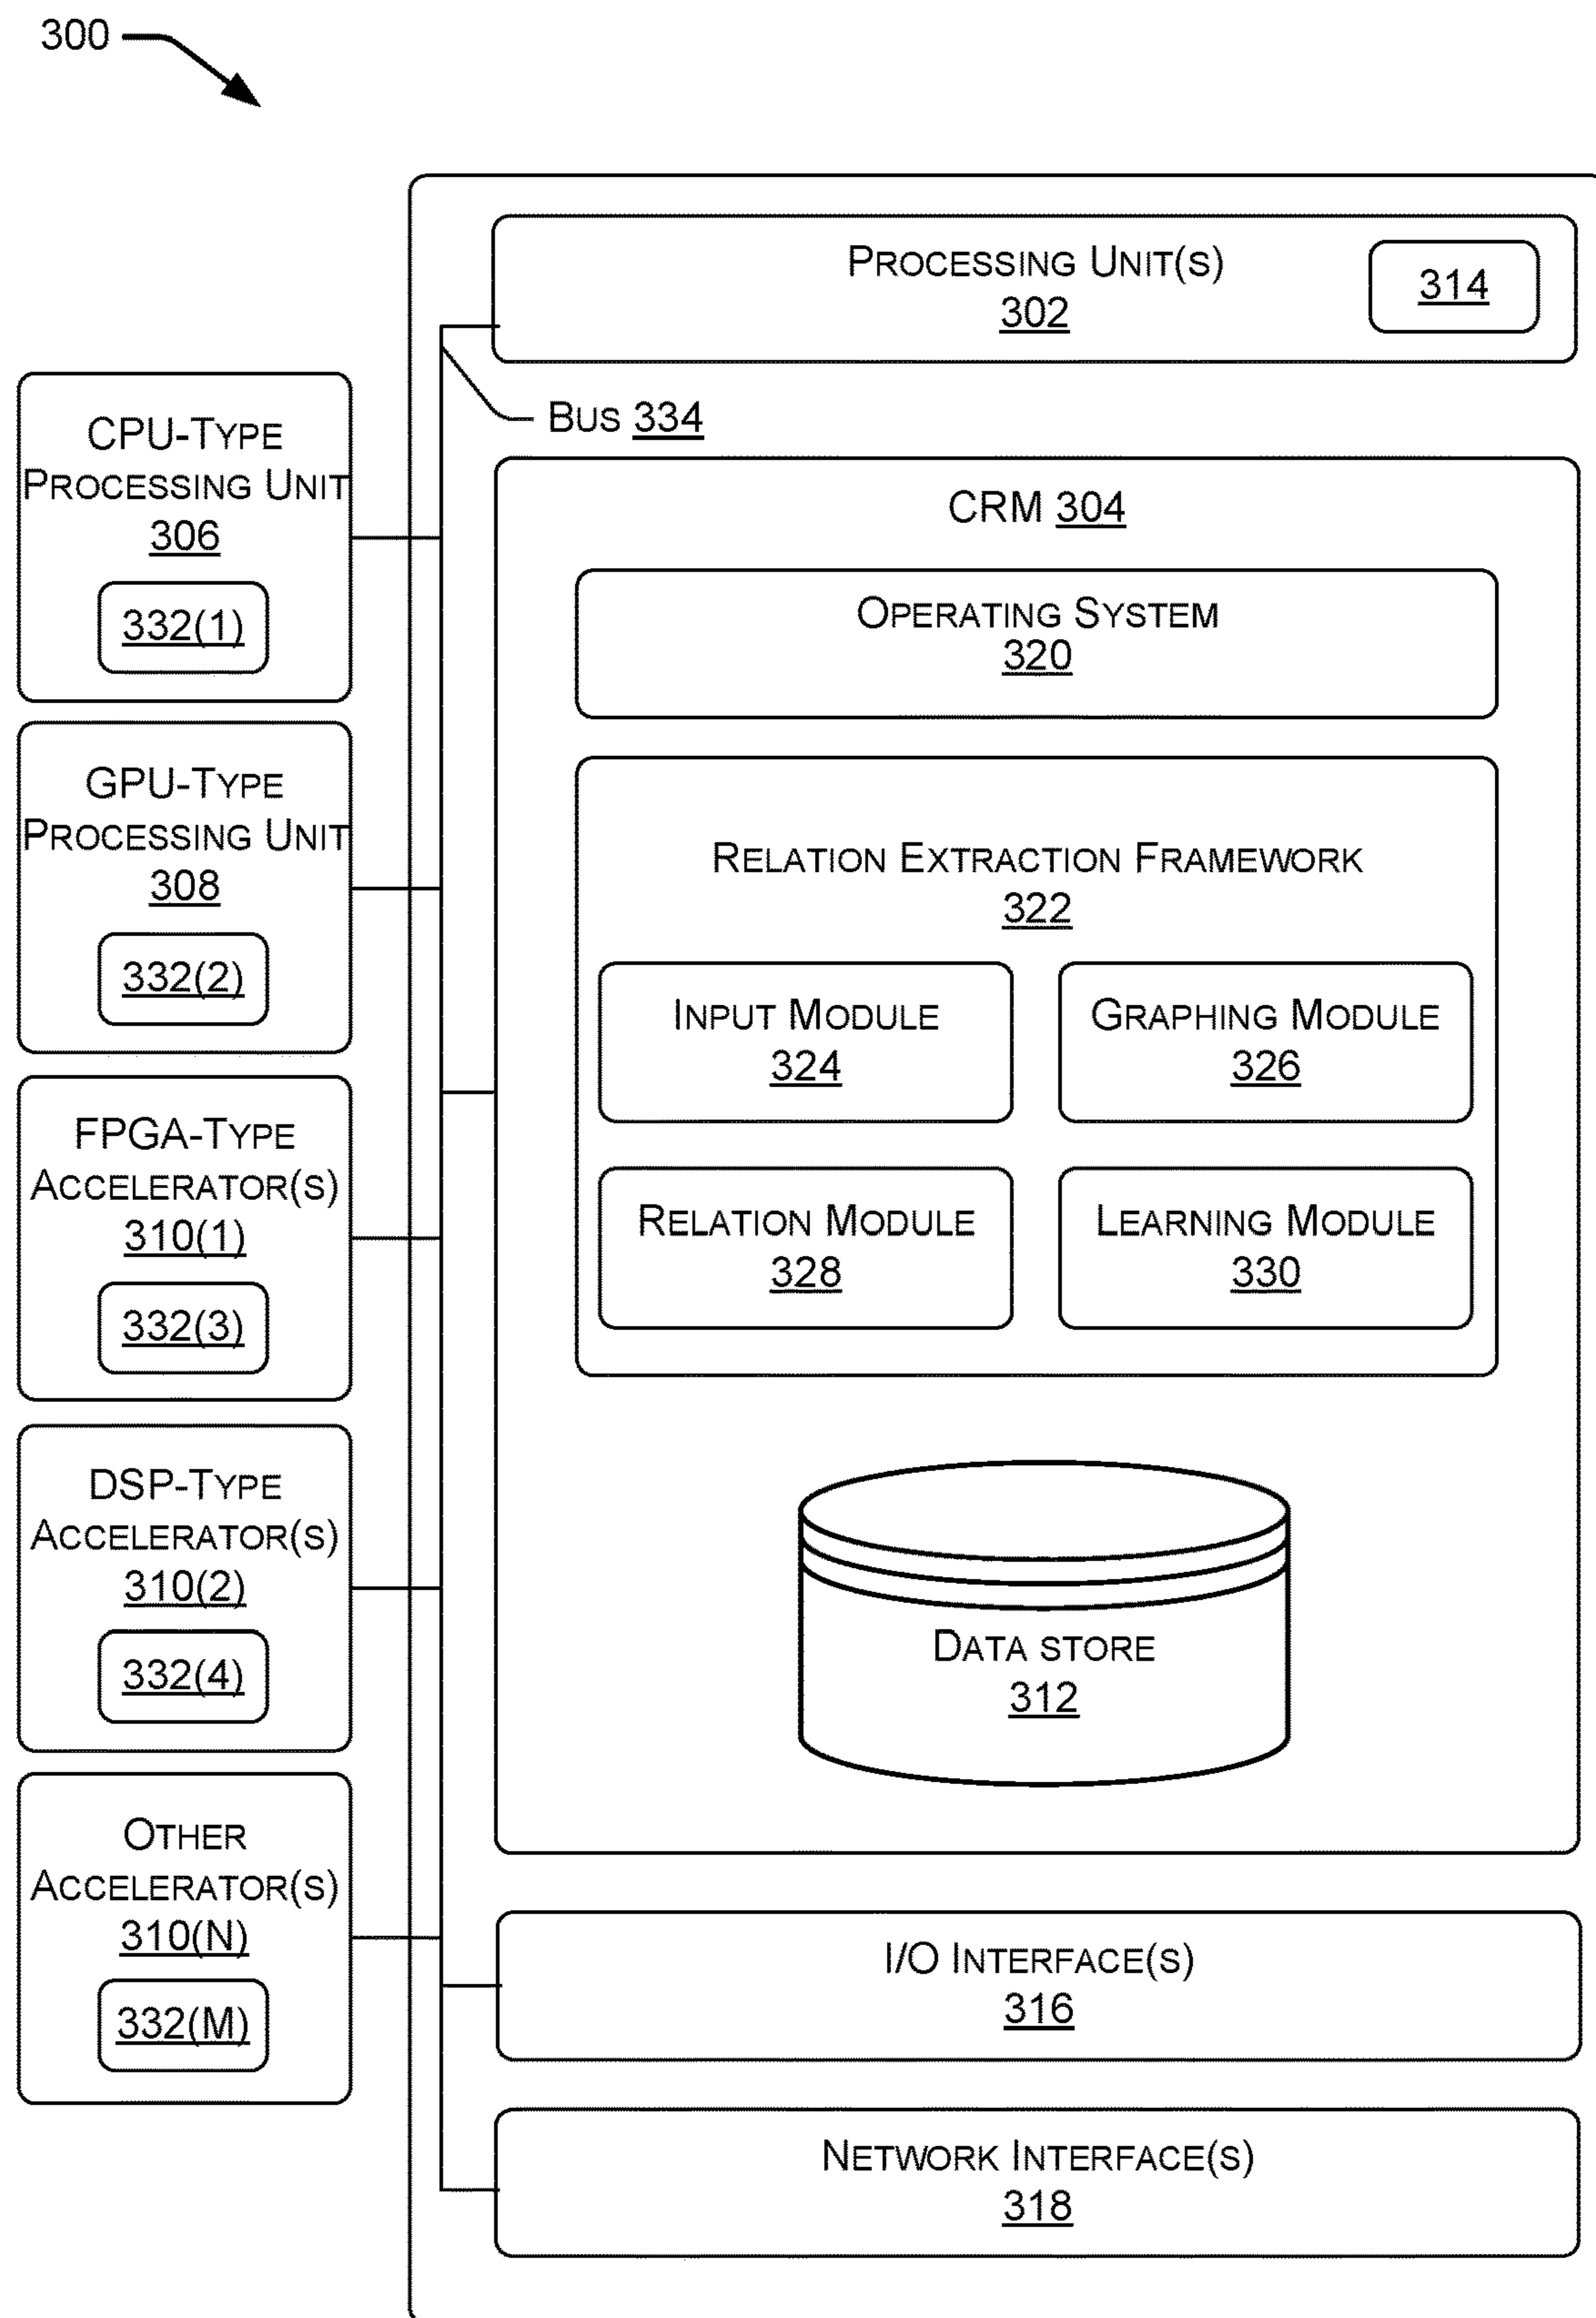 300
PROCESSING UNIT(S)
302
314
BUS 334
CPU-TYPE
PROCESSING UNIT
306
332(1)
GPU-TYPE
PROCESSING UNIT
308
332(2)
FPGA-TYPE
ACCELERATOR(S)
310(1)
332(3)
DSP-TYPE
ACCELERATOR(S)
310(2)
332(4)
OTHER
ACCELERATOR(S)
310(N)
332(M)
CRM 304
OPERATING SYSTEM
320
RELATION EXTRACTION FRAMEWORK
322
INPUT MODULE
324
GRAPHING MODULE
326
RELATION MODULE
328
LEARNING MODULE
330
DATA STORE
312
I/O INTERFACE(S)
316
NETWORK INTERFACE(S)
318